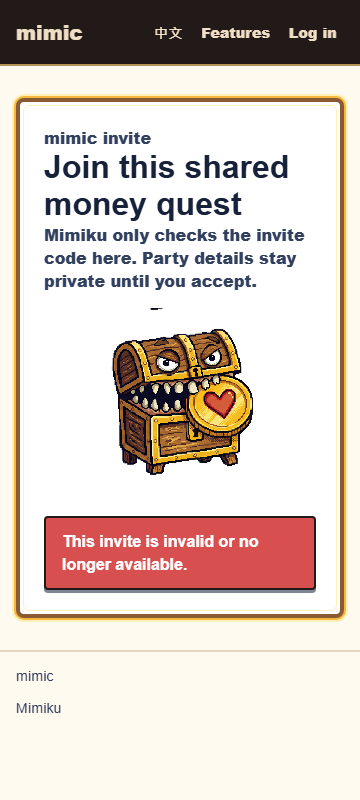 mimic
中文
Features
Log in
mimic invite
Join this shared
money quest
Mimiku only checks the invite
code here. Party details stay
private until you accept.
This invite is invalid or no
longer available.
mimic
Mimiku